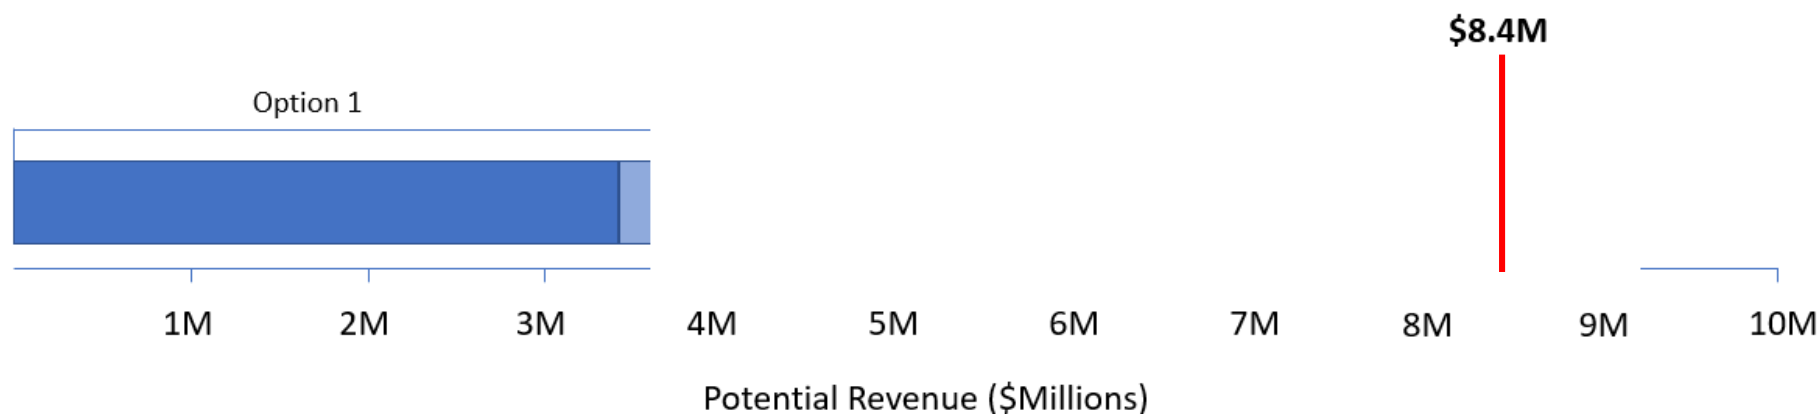 $8.4M
Option 1
1M 2M 3M 4M 5M 6M 7M 8M 9M 10M
Potential Revenue ($Millions)